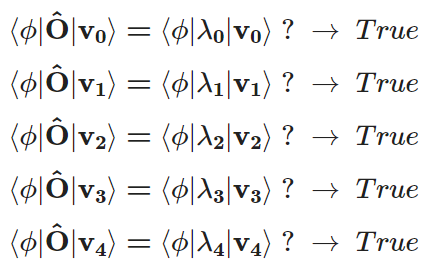 ⟨ϕ|Ô|v₀⟩ = ⟨ϕ|λ₀|v₀⟩ ? → True
⟨ϕ|Ô|v₁⟩ = ⟨ϕ|λ₁|v₁⟩ ? → True
⟨ϕ|Ô|v₂⟩ = ⟨ϕ|λ₂|v₂⟩ ? → True
⟨ϕ|Ô|v₃⟩ = ⟨ϕ|λ₃|v₃⟩ ? → True
⟨ϕ|Ô|v₄⟩ = ⟨ϕ|λ₄|v₄⟩ ? → True